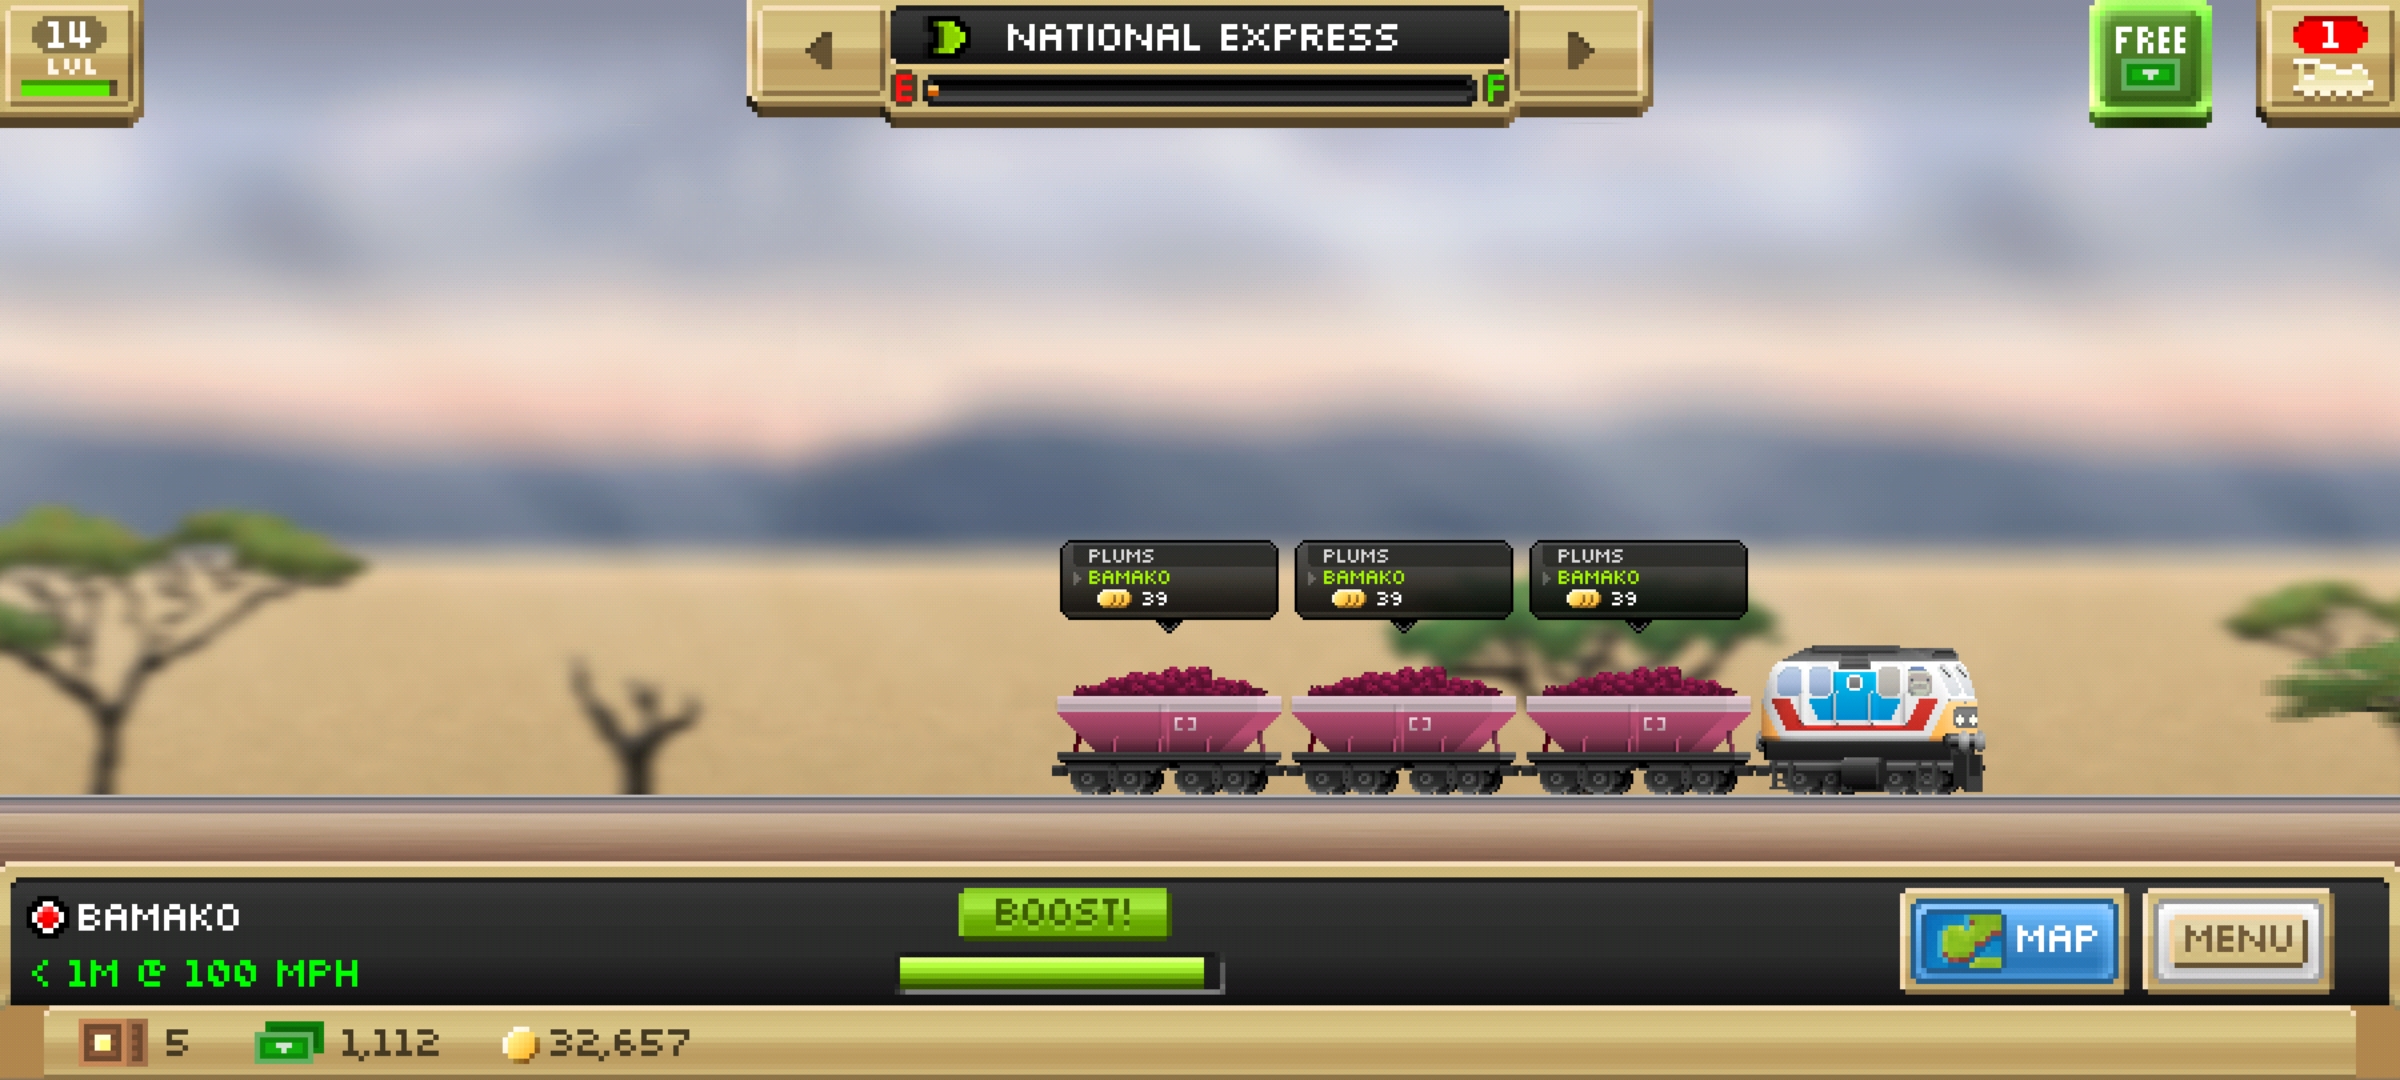 14
LVL
NATIONAL EXPRESS
E F
FREE
1
PLUMS
BAMAKO
39
PLUMS
BAMAKO
39
PLUMS
BAMAKO
39
BAMAKO
< 1M @ 100 MPH
BOOST!
MAP
MENU
5
1,112
32,657